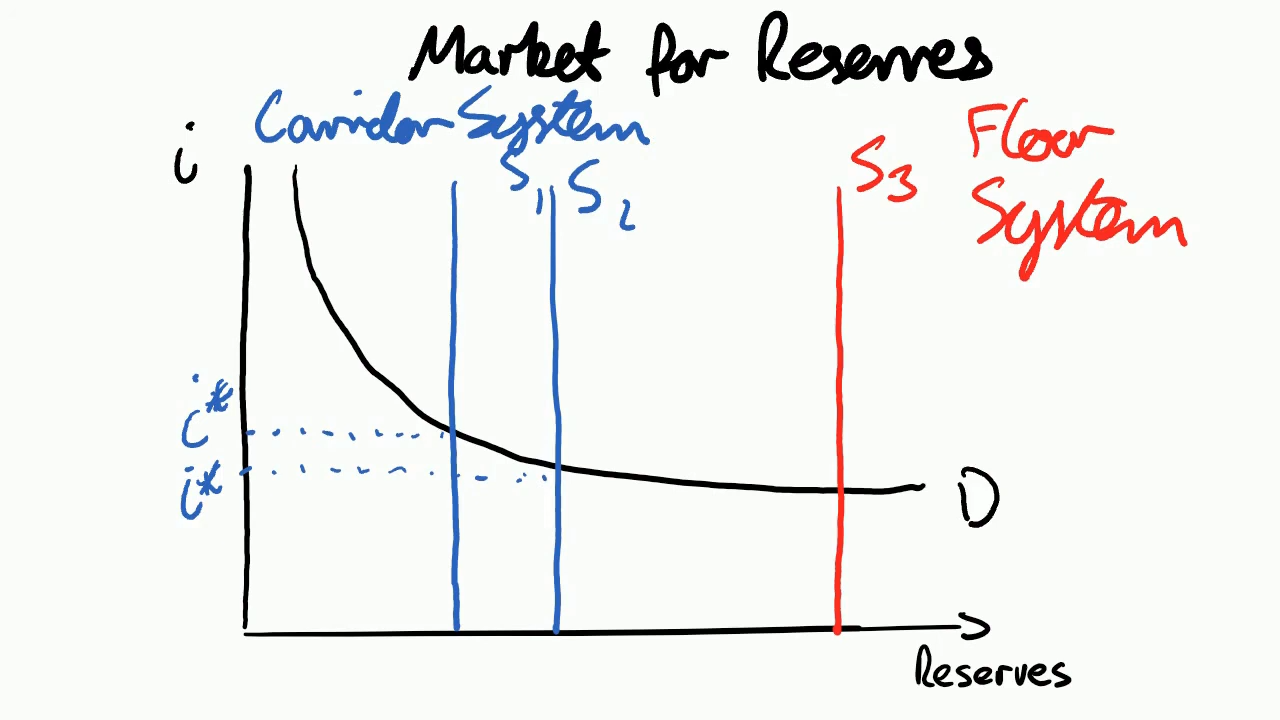 Market for Reserves
Corridor System
Floor
System
i
S1
S2
S3
i*
i*
D
Reserves